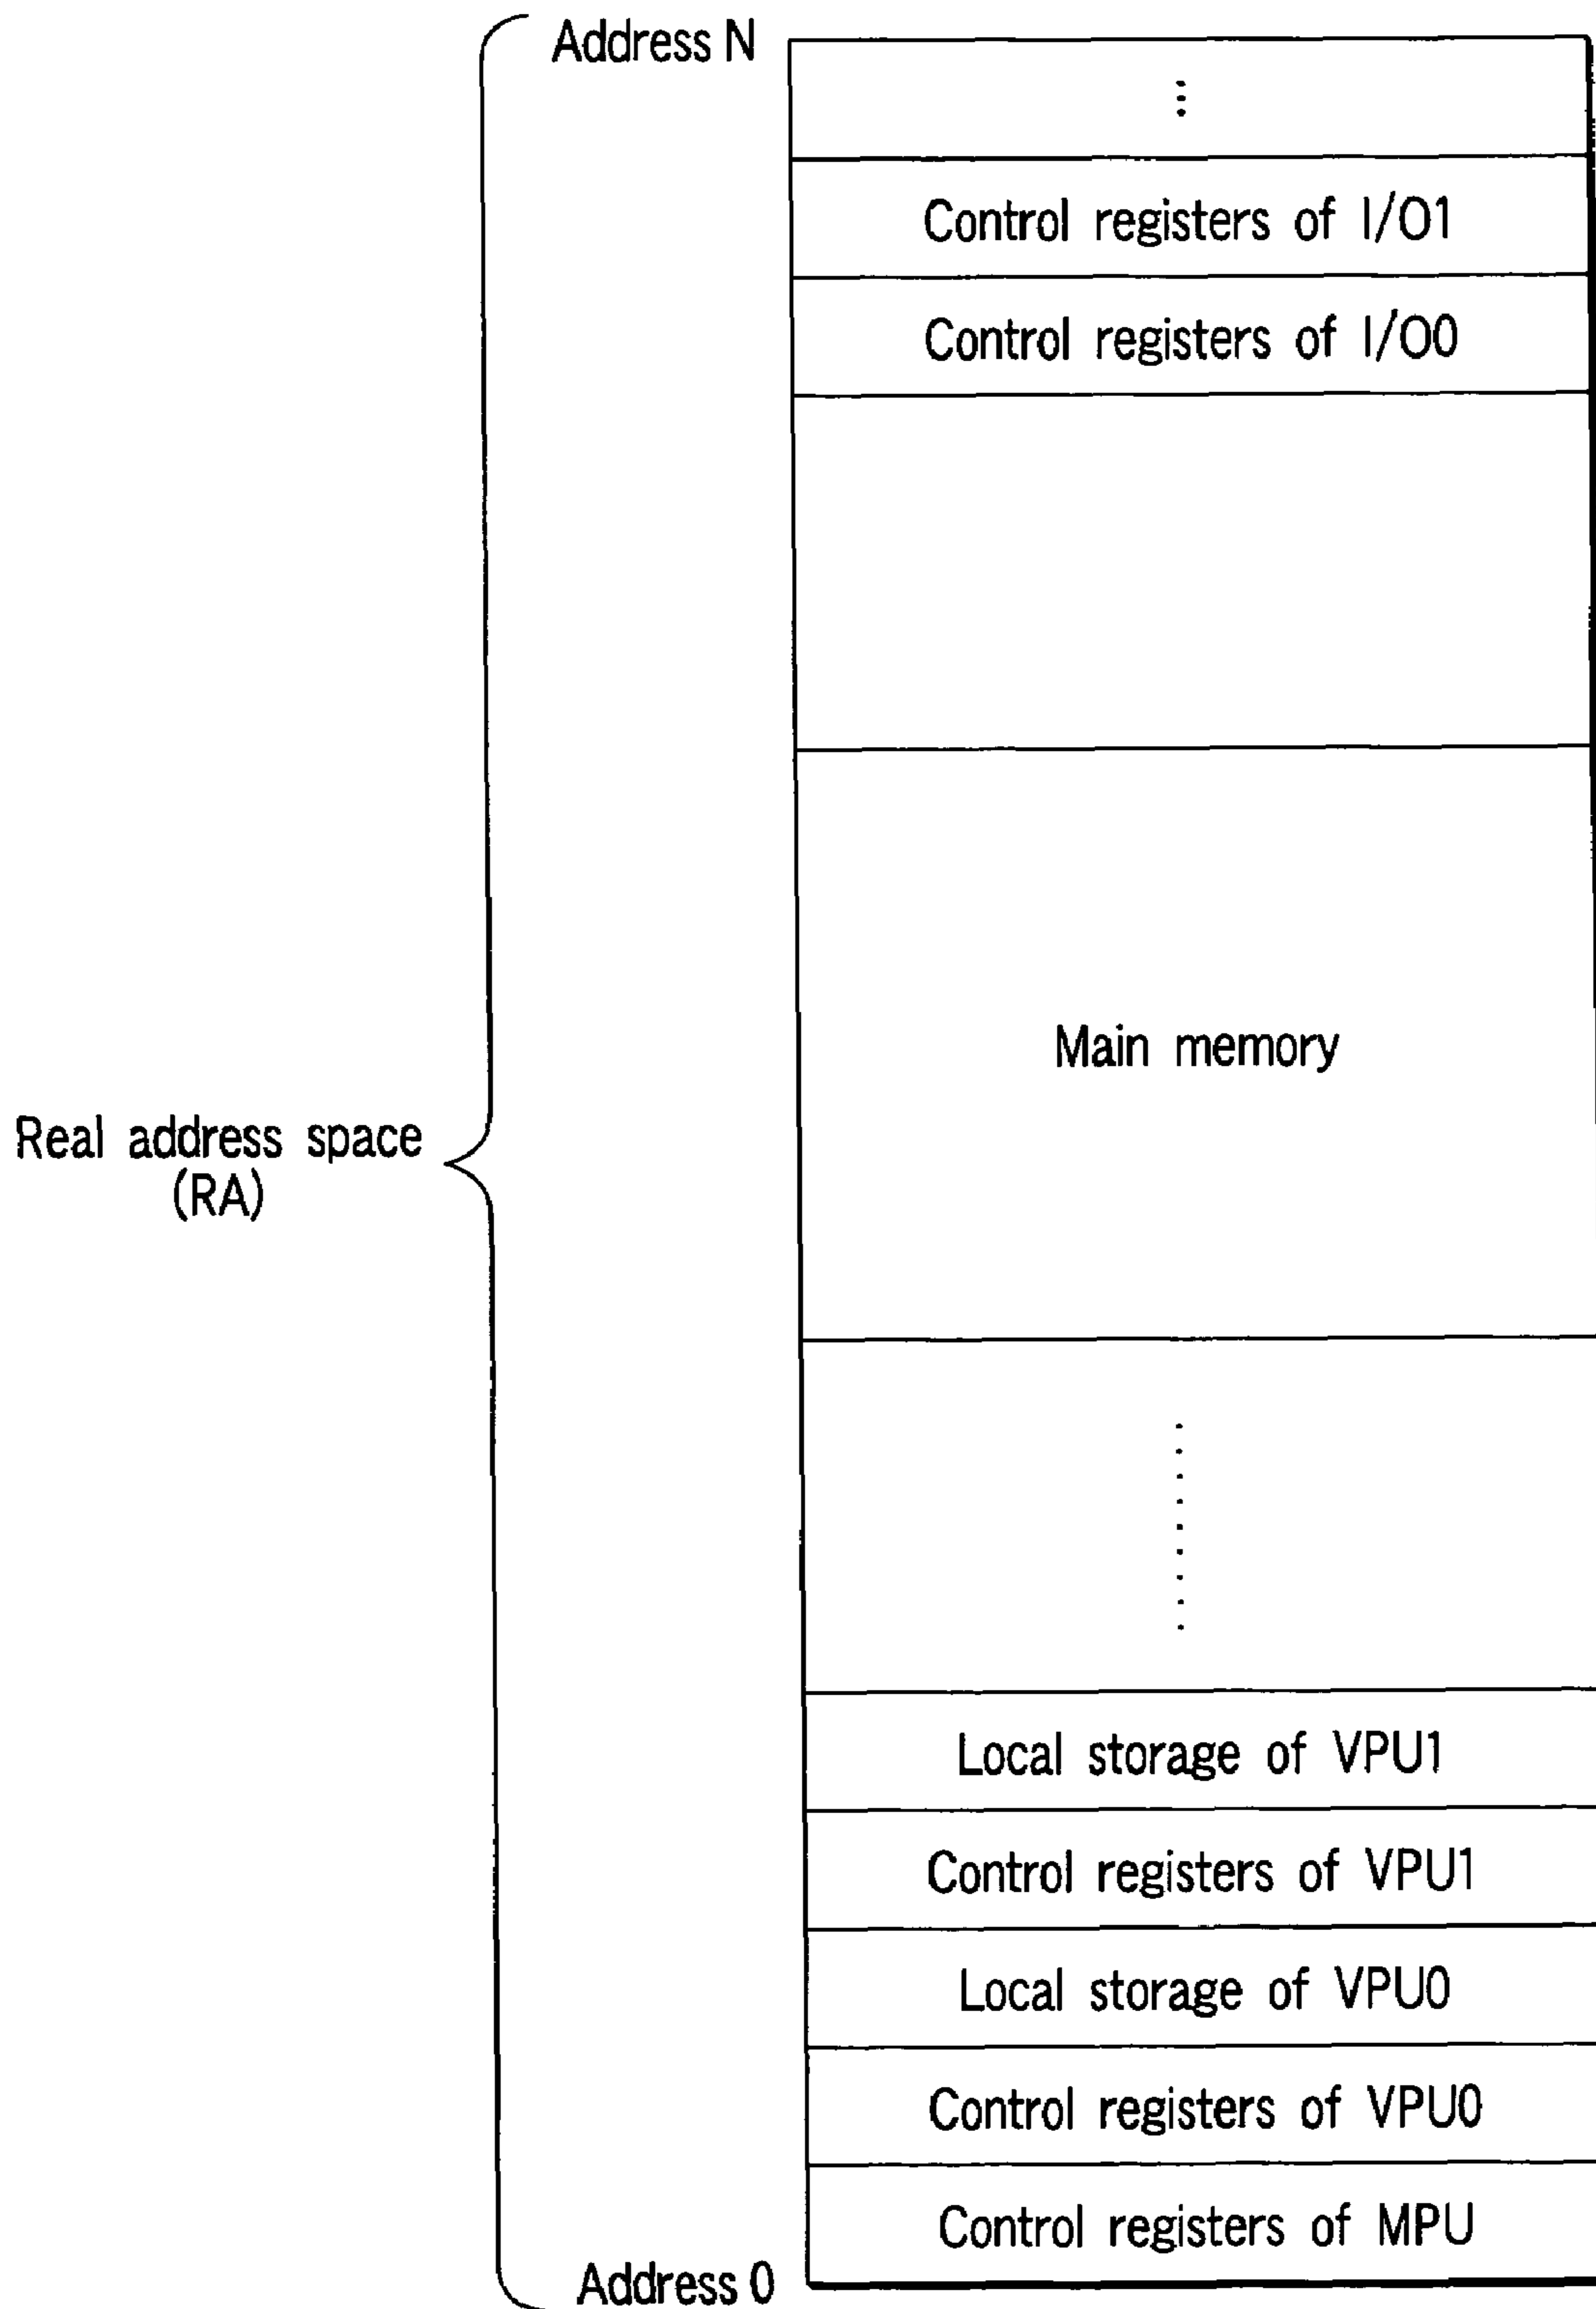 Address N
Control registers of I/O1
Control registers of I/O0
Main memory
Real address space
(RA)
Local storage of VPU1
Control registers of VPU1
Local storage of VPU0
Control registers of VPU0
Control registers of MPU
Address 0